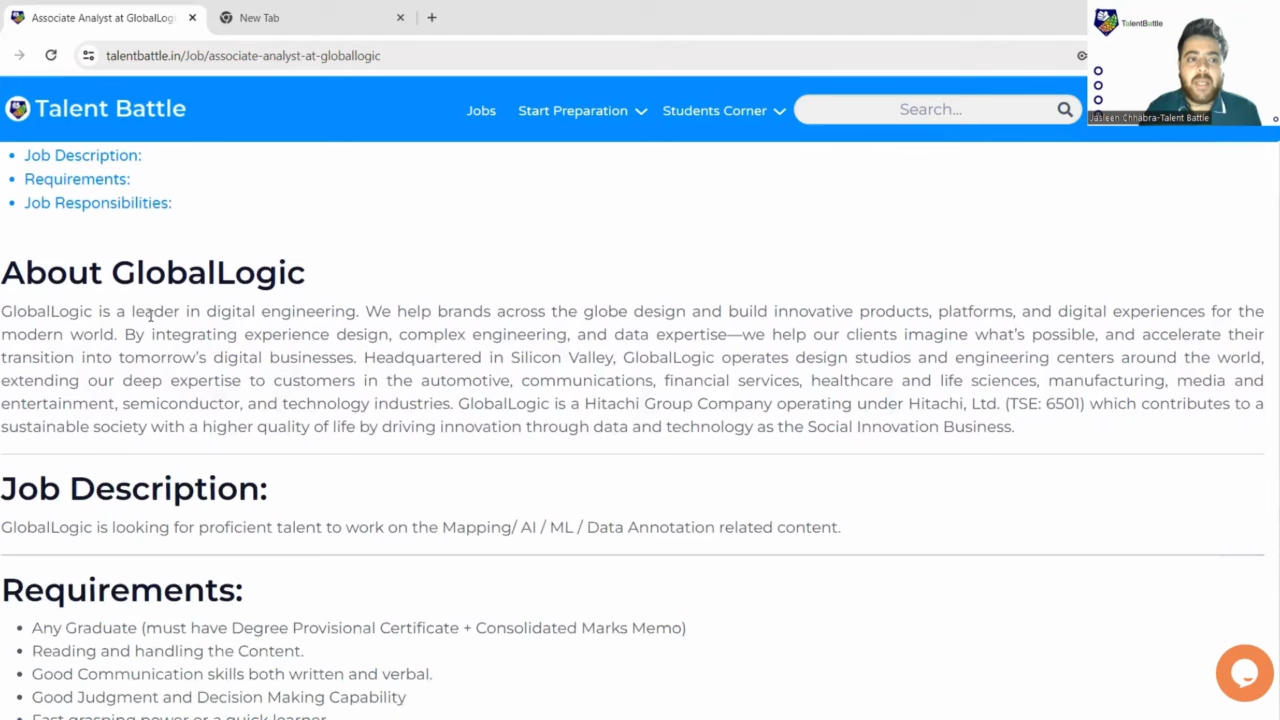 Associate Analyst at GlobalLogi
New Tab
talentbattle.in/Job/associate-analyst-at-globallogic
TalentBattle
Jasleen Chhabra-Talent Battle
Talent Battle
Jobs
Start Preparation
Students Corner
Search...
Job Description:
Requirements:
Job Responsibilities:
About GlobalLogic
GlobalLogic is a leader in digital engineering. We help brands across the globe design and build innovative products, platforms, and digital experiences for the
modern world. By integrating experience design, complex engineering, and data expertise—we help our clients imagine what's possible, and accelerate their
transition into tomorrow's digital businesses. Headquartered in Silicon Valley, GlobalLogic operates design studios and engineering centers around the world,
extending our deep expertise to customers in the automotive, communications, financial services, healthcare and life sciences, manufacturing, media and
entertainment, semiconductor, and technology industries. GlobalLogic is a Hitachi Group Company operating under Hitachi, Ltd. (TSE: 6501) which contributes to a
sustainable society with a higher quality of life by driving innovation through data and technology as the Social Innovation Business.
Job Description:
GlobalLogic is looking for proficient talent to work on the Mapping/ AI / ML / Data Annotation related content.
Requirements:
Any Graduate (must have Degree Provisional Certificate + Consolidated Marks Memo)
Reading and handling the Content.
Good Communication skills both written and verbal.
Good Judgment and Decision Making Capability
Fast grasping power or a quick learner